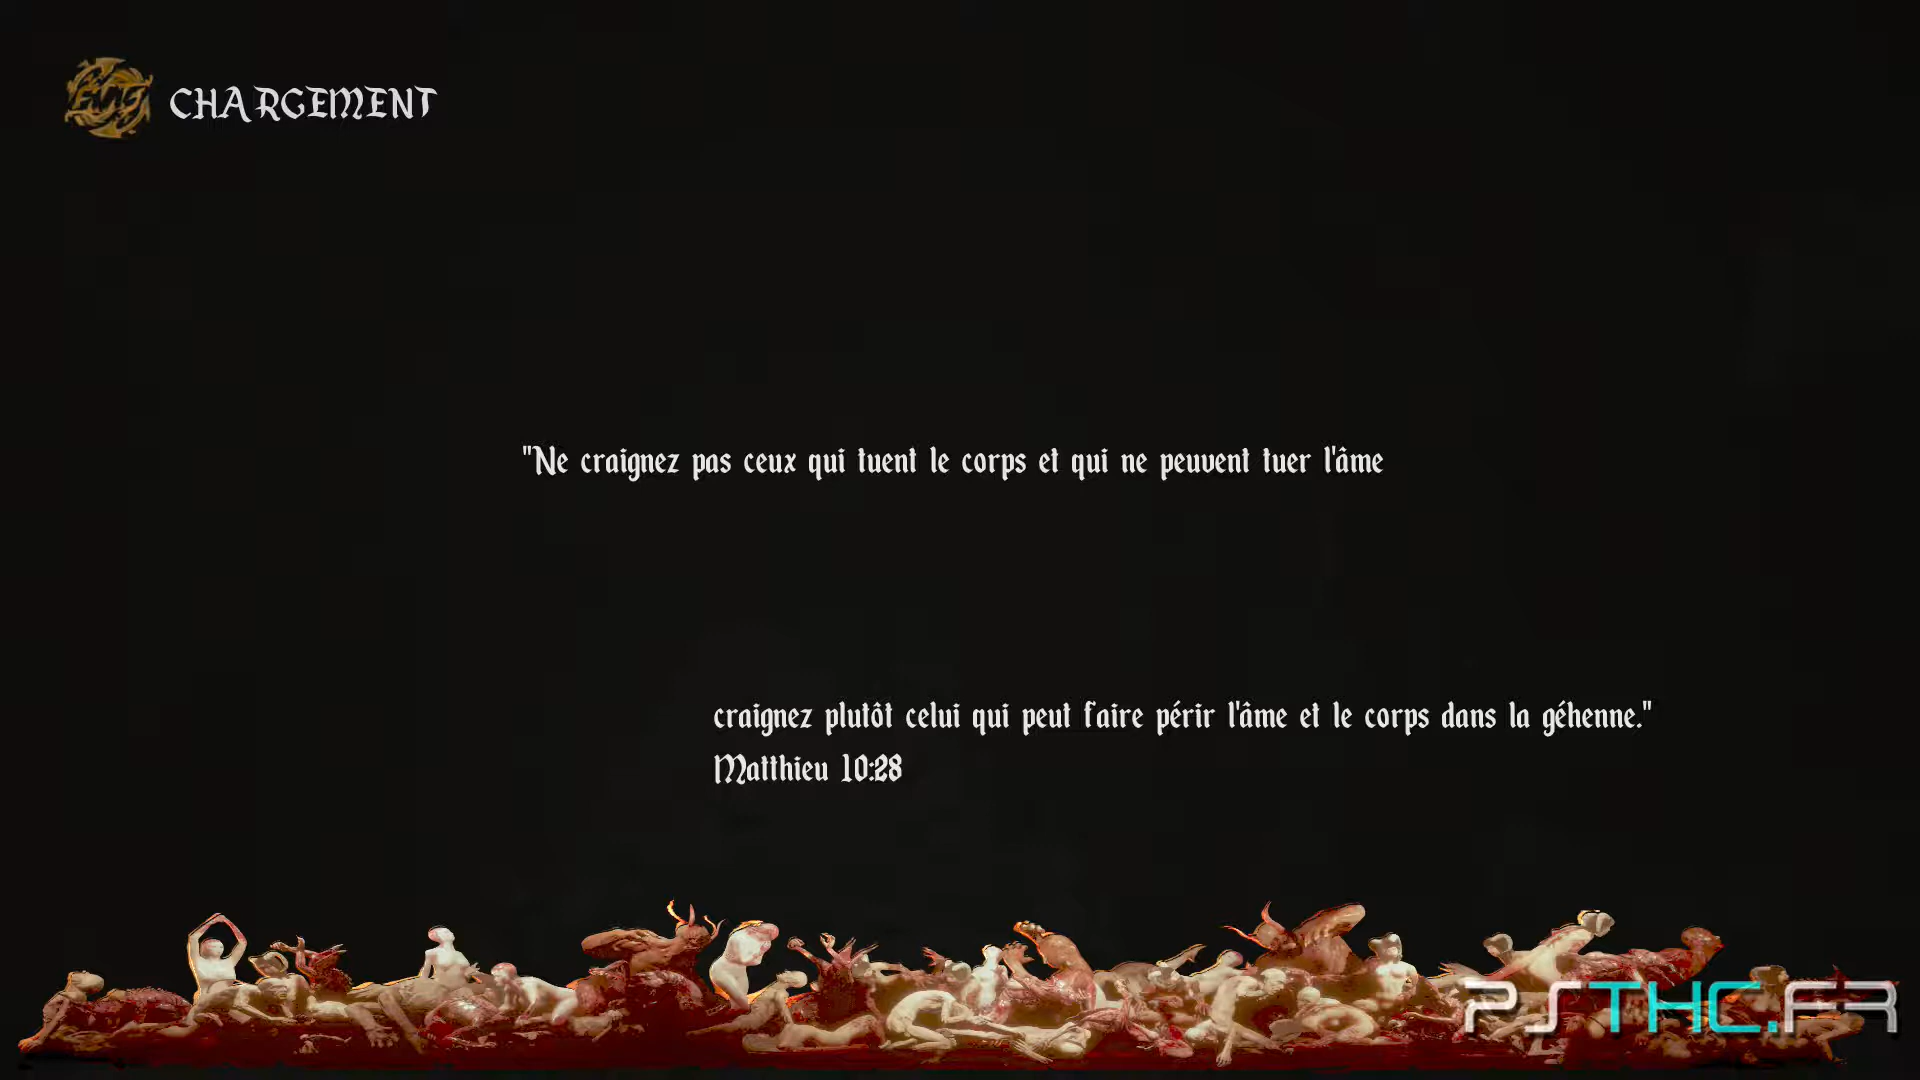 CHARGEMENT
"Ne craignez pas ceux qui tuent le corps et qui ne peuvent tuer l'âme
craignez plutôt celui qui peut faire périr l'âme et le corps dans la géhenne."
Matthieu 10:28
PSTHC.FR